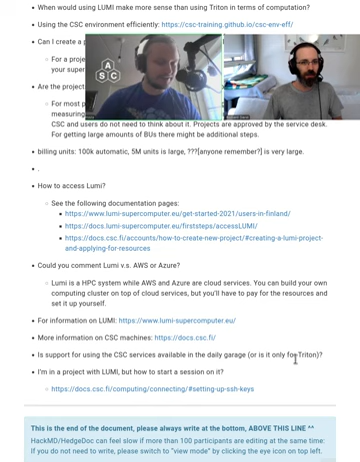 • When would using LUMI make more sense than using Triton in terms of computation?
• Using the CSC environment efficiently: https://csc-training.github.io/csc-env-eff/
• Can I create a
◦ For a proje
your super
• Are the project
◦ For most p
measuring
A
S C
CSC and users do not need to think about it. Projects are approved by the service desk.
For getting large amounts of BUs there might be additional steps.
• billing units: 100k automatic, 5M units is large, ???[anyone remember?] is very large.
• .
• How to access Lumi?
◦ See the following documentation pages:
▪ https://www.lumi-supercomputer.eu/get-started-2021/users-in-finland/
▪ https://docs.lumi-supercomputer.eu/firststeps/accessLUMI/
▪ https://docs.csc.fi/accounts/how-to-create-new-project/#creating-a-lumi-project-
and-applying-for-resources
• Could you comment Lumi v.s. AWS or Azure?
◦ Lumi is a HPC system while AWS and Azure are cloud services. You can build your own
computing cluster on top of cloud services, but you'll have to pay for the resources and
set it up yourself.
• For information on LUMI: https://www.lumi-supercomputer.eu/
• More information on CSC machines: https://docs.csc.fi/
• Is support for using the CSC services available in the daily garage (or is it only for Triton)?
• I'm in a project with LUMI, but how to start a session on it?
◦ https://docs.csc.fi/computing/connecting/#setting-up-ssh-keys
This is the end of the document, please always write at the bottom, ABOVE THIS LINE ^^
HackMD/HedgeDoc can feel slow if more than 100 participants are editing at the same time:
If you do not need to write, please switch to "view mode" by clicking the eye icon on top left.